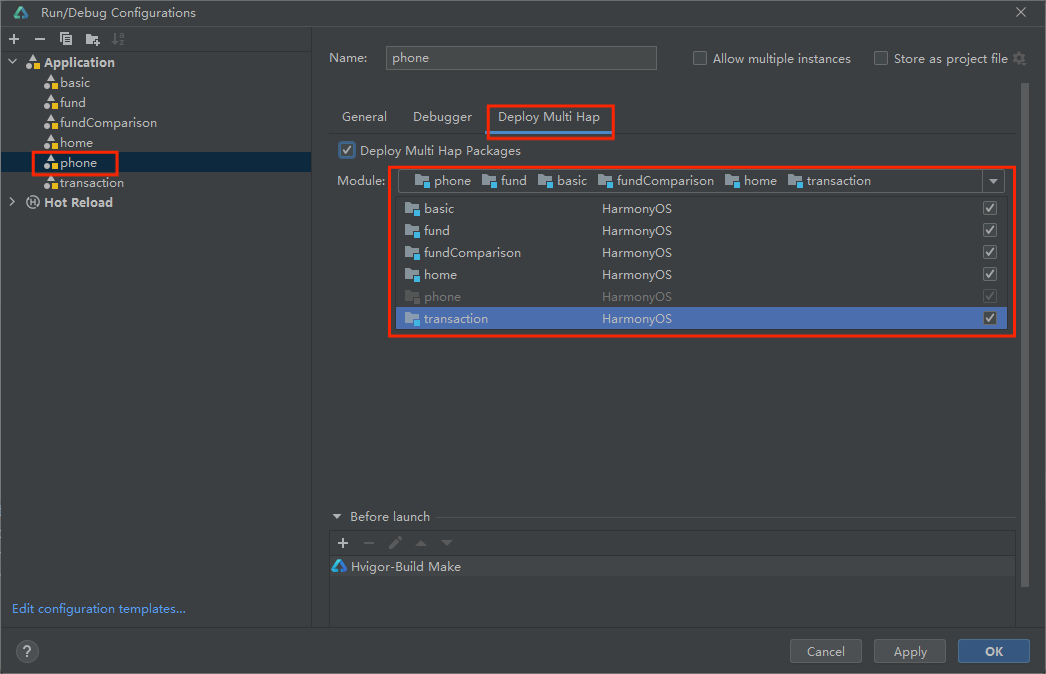 Run/Debug Configurations
Application
basic
fund
fundComparison
home
phone
transaction
Hot Reload
Edit configuration templates...
Name: phone Allow multiple instances Store as project file
General Debugger Deploy Multi Hap
Deploy Multi Hap Packages
Module: phone fund basic fundComparison home transaction
basic HarmonyOS
fund HarmonyOS
fundComparison HarmonyOS
home HarmonyOS
phone HarmonyOS
transaction HarmonyOS
Before launch
Hvigor-Build Make
? Cancel Apply OK